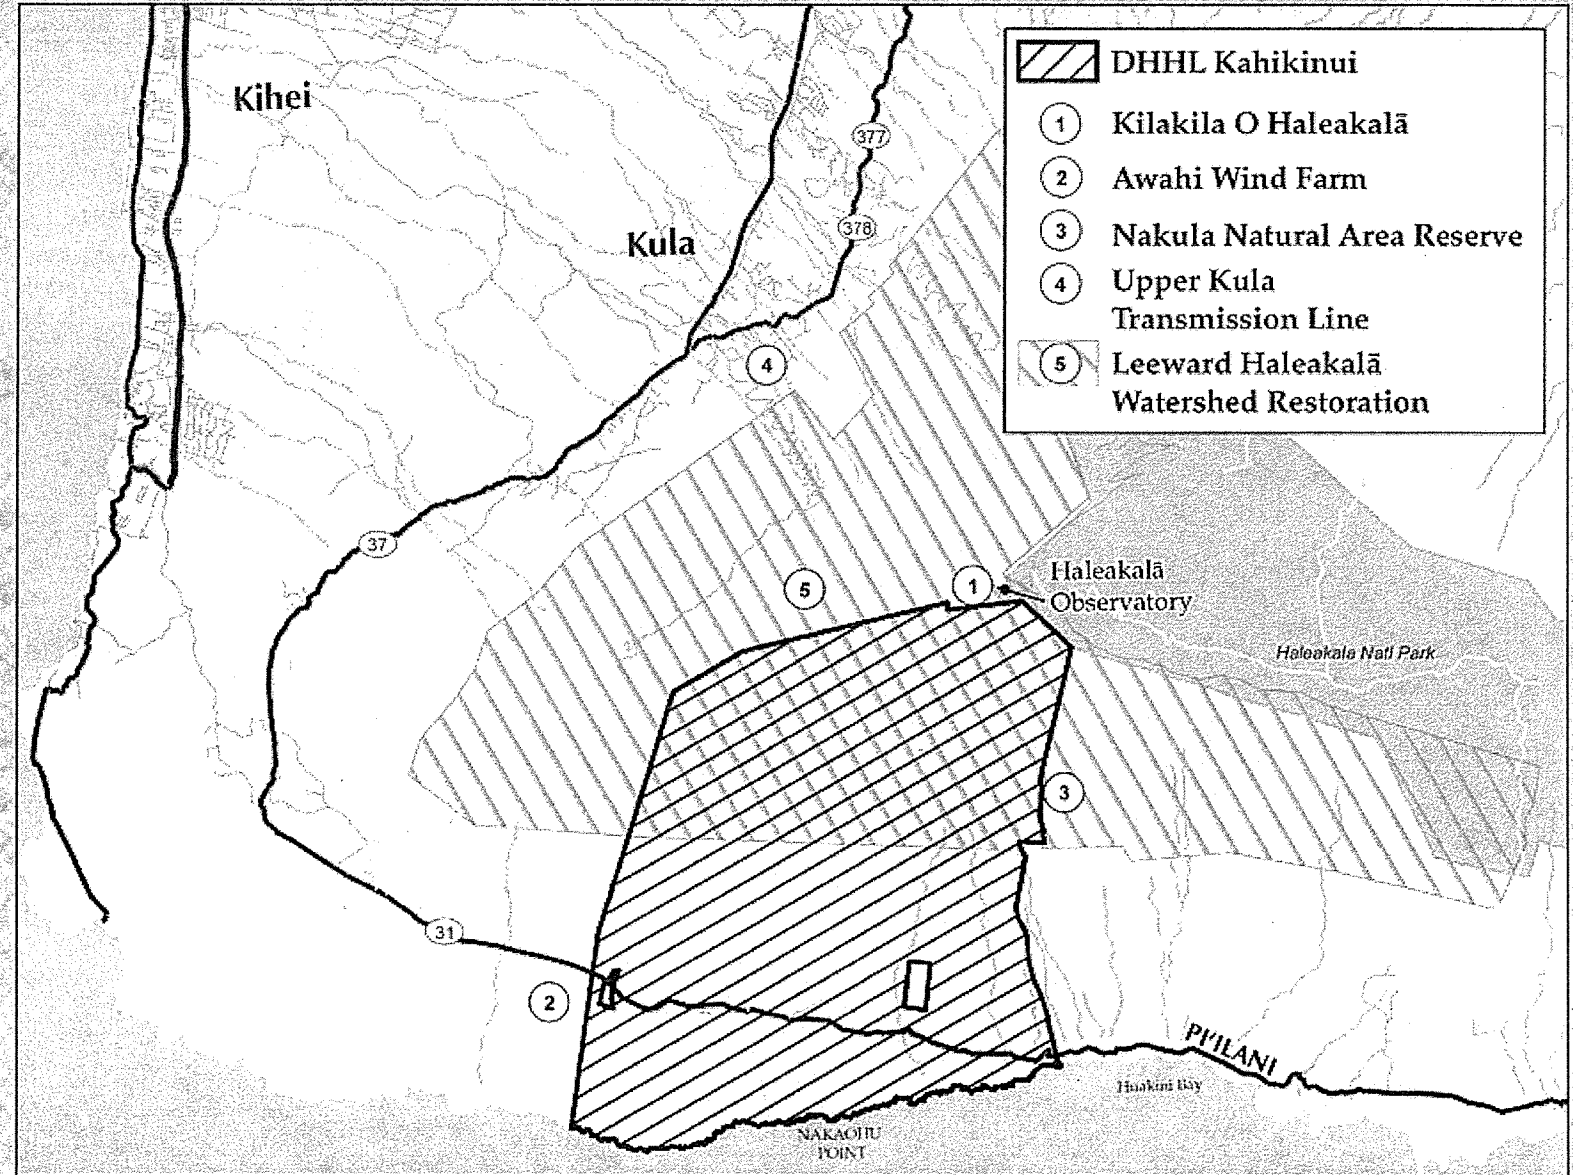 Kihei
Kula
377
378
DHHL Kahikinui
1 Kilakila O Haleakalā
2 Awahi Wind Farm
3 Nakula Natural Area Reserve
4 Upper Kula
Transmission Line
5 Leeward Haleakalā
Watershed Restoration
4
37
5
1
Haleakalā
Observatory
Haleakala Natl Park
3
31
2
PI'ILANI
Huakini Bay
NAKAOHU
POINT